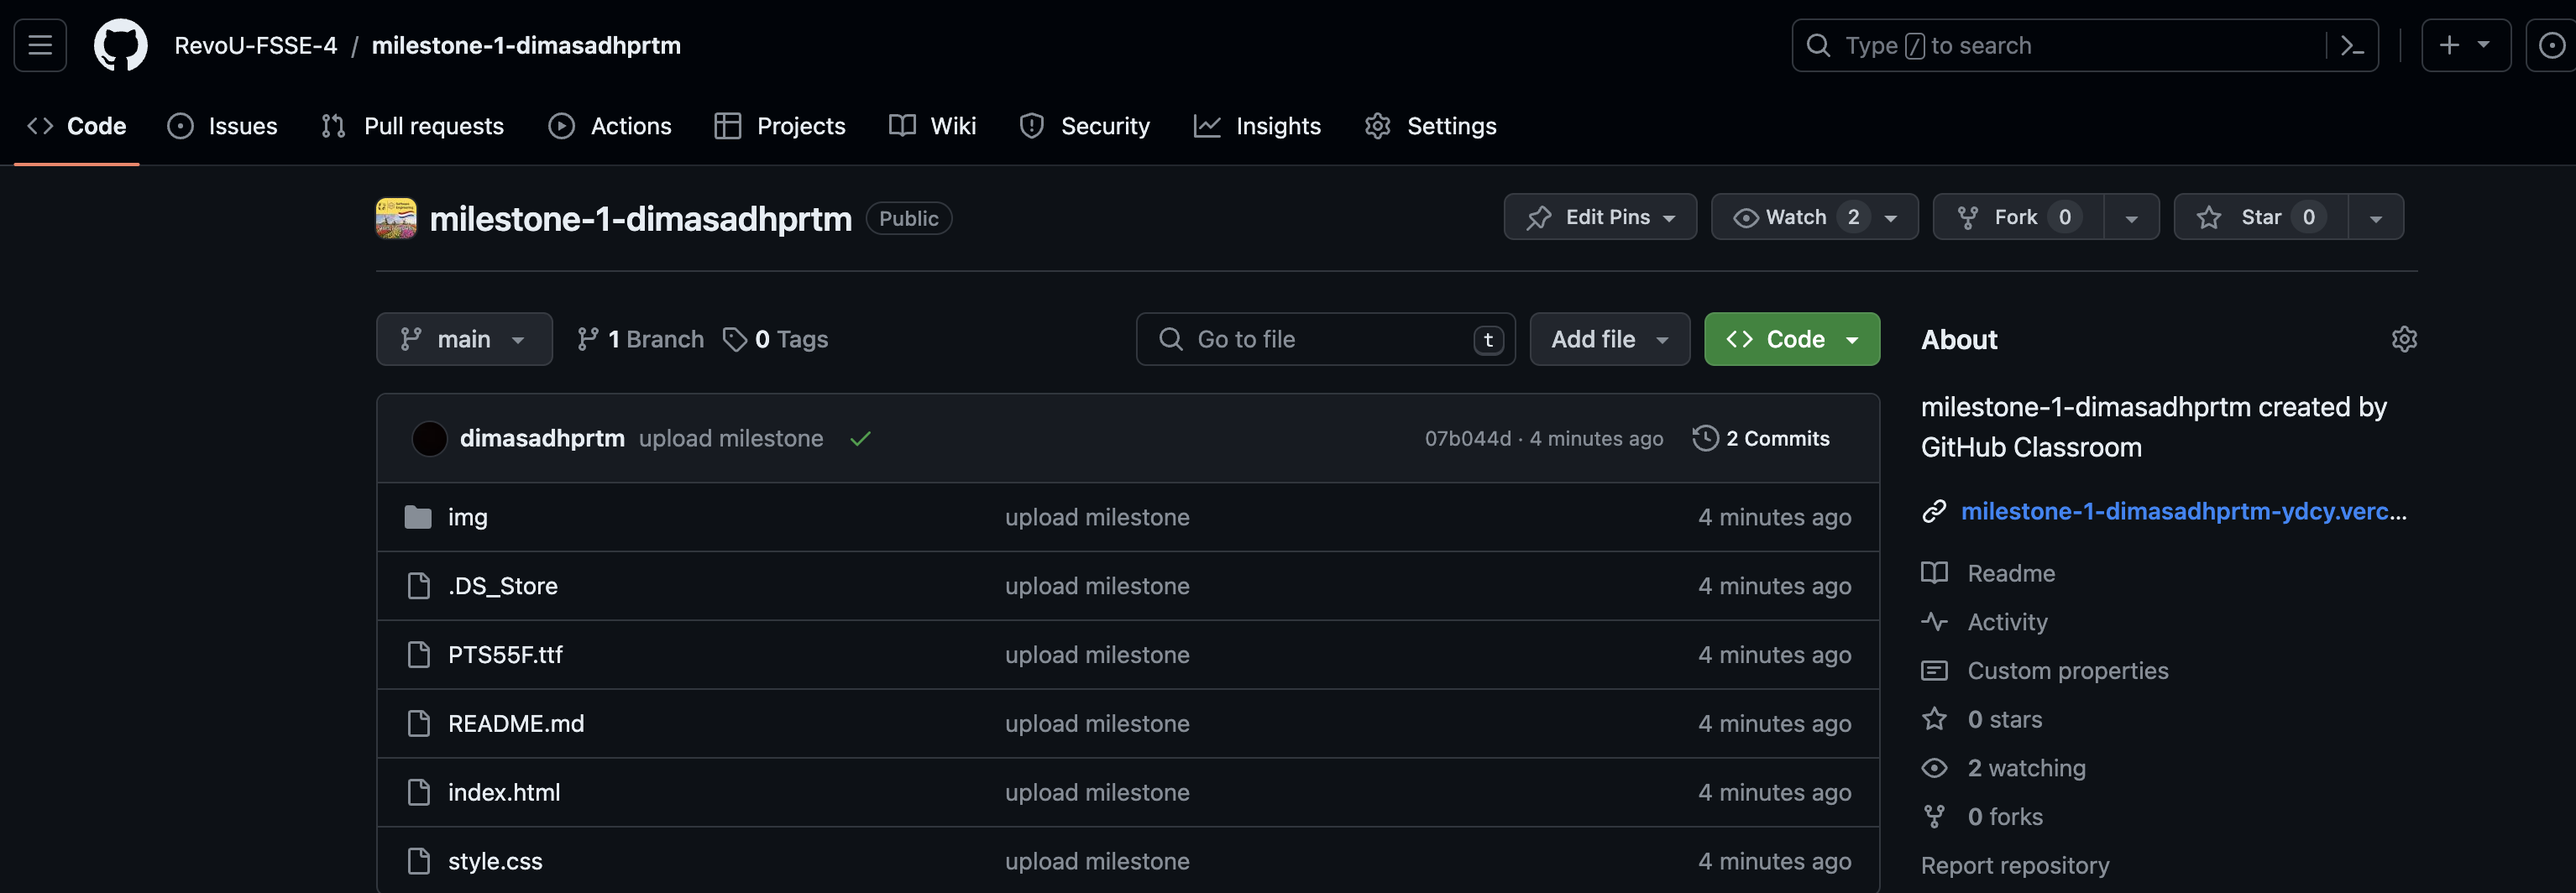 RevoU-FSSE-4 / milestone-1-dimasadhprtm
Type / to search
Code Issues Pull requests Actions Projects Wiki Security Insights Settings
milestone-1-dimasadhprtm Public
Edit Pins Watch 2 Fork 0 Star 0
main 1 Branch 0 Tags
Go to file t Add file Code
dimasadhprtm upload milestone 07b044d · 4 minutes ago 2 Commits
img upload milestone 4 minutes ago
.DS_Store upload milestone 4 minutes ago
PTS55F.ttf upload milestone 4 minutes ago
README.md upload milestone 4 minutes ago
index.html upload milestone 4 minutes ago
style.css upload milestone 4 minutes ago
About
milestone-1-dimasadhprtm created by
GitHub Classroom
milestone-1-dimasadhprtm-ydcy.verc...
Readme
Activity
Custom properties
0 stars
2 watching
0 forks
Report repository